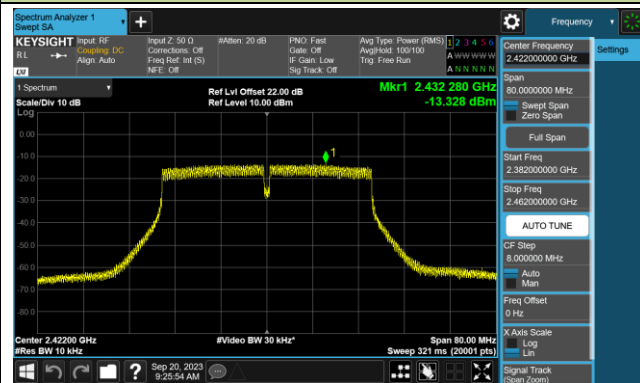 Spectrum Analyzer 1
Swept SA
Frequency
KEYSIGHT
RL
Input: RF
Coupling: DC
Align: Auto
Input Z: 50 Ω
Corrections: Off
Freq Ref: Int (S)
NFE: Off
#Atten: 20 dB
PNO: Fast
Gate: Off
IF Gain: Low
Sig Track: Off
Avg Type: Power (RMS)
Avg|Hold: 100/100
Trig: Free Run
1 2 3 4 5 6
A W W W W W
A N N N N N
LXI
1 Spectrum
Scale/Div 10 dB
Log
Ref Lvl Offset 22.00 dB
Ref Level 10.00 dBm
Mkr1 2.432 280 GHz
-13.328 dBm
1
0.00
-10.0
-20.0
-30.0
-40.0
-50.0
-60.0
-70.0
-80.0
Center 2.42200 GHz
#Res BW 10 kHz
#Video BW 30 kHz*
Span 80.00 MHz
Sweep 321 ms (20001 pts)
Sep 20, 2023
9:25:54 AM
Center Frequency
2.422000000 GHz
Settings
Span
80.0000000 MHz
Swept Span
Zero Span
Full Span
Start Freq
2.382000000 GHz
Stop Freq
2.462000000 GHz
AUTO TUNE
CF Step
8.000000 MHz
Auto
Man
Freq Offset
0 Hz
X Axis Scale
Log
Lin
Signal Track
(Span Zoom)